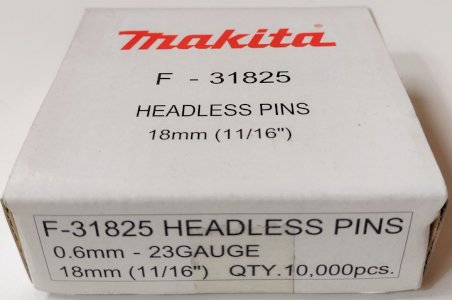 makita
F - 31825
HEADLESS PINS
18mm (11/16")
F-31825 HEADLESS PINS
0.6mm - 23GAUGE
18mm (11/16") QTY.10,000pcs.